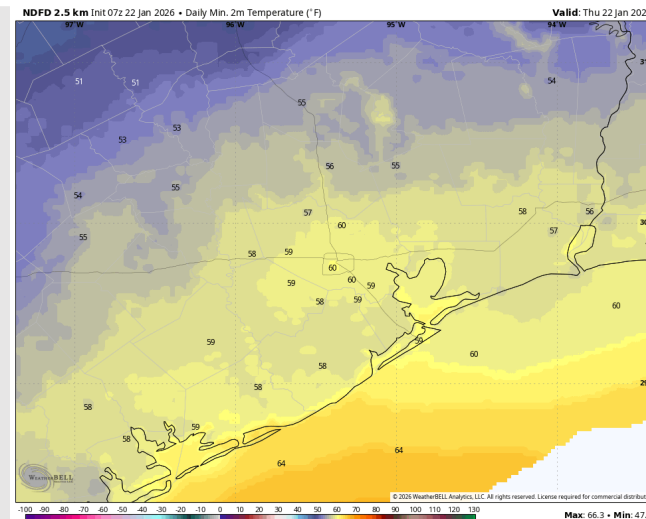 NDFD 2.5 km Init 07z 22 Jan 2026 • Daily Min. 2m Temperature (°F)
Valid: Thu 22 Jan 202
97°W 96°W 95°W 94°W
31
51 51 54
55
53
53
56 55
54 55
57 58 56
60 57 30
55
58 59
60
59 60 59
58 59
60
59 59
60
58
29
58 58
59
58
64
64
WEATHERBELL
© 2026 WeatherBELL Analytics, LLC. All rights reserved. License required for commercial distribut
-100 -90 -80 -70 -60 -50 -40 -30 -20 -10 0 10 20 30 40 50 60 70 80 90 100 110 120 130
Max: 66.3 • Min: 47.